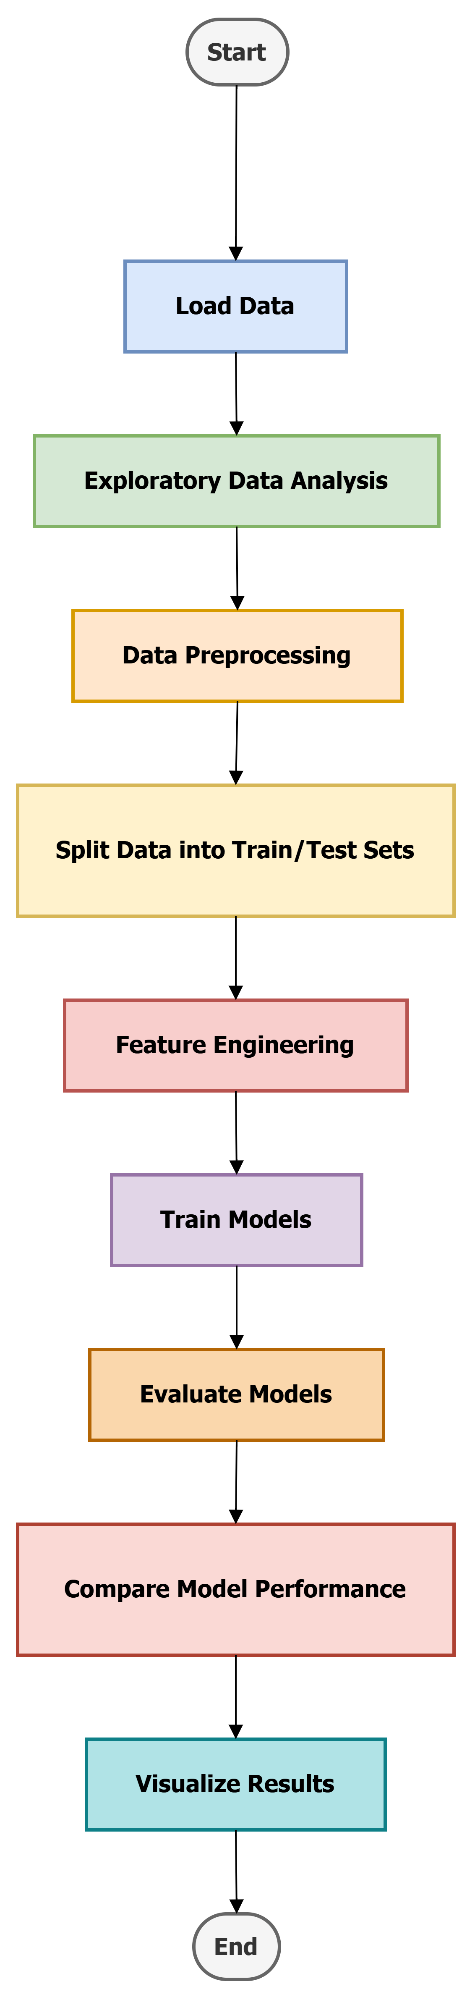 Start
Load Data
Exploratory Data Analysis
Data Preprocessing
Split Data into Train/Test Sets
Feature Engineering
Train Models
Evaluate Models
Compare Model Performance
Visualize Results
End